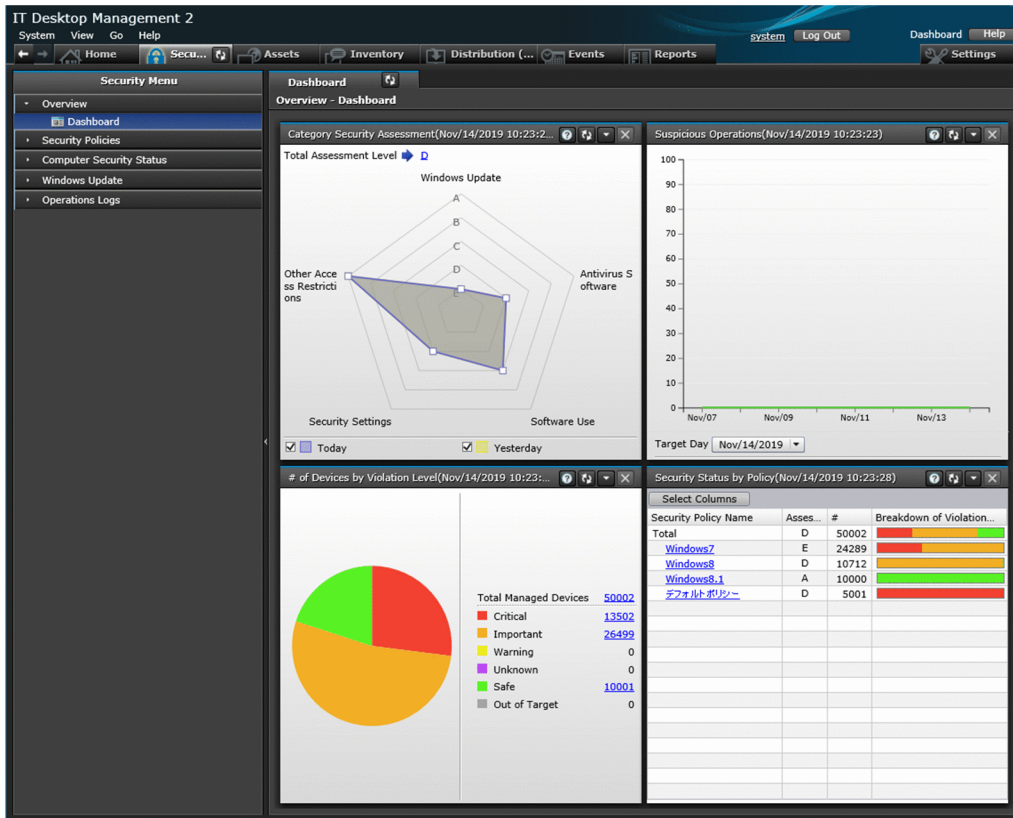 IT Desktop Management 2
System View Go Help
system Log Out Dashboard Help
Home Secu... Assets Inventory Distribution (... Events Reports Settings
Security Menu
Overview
Dashboard
Security Policies
Computer Security Status
Windows Update
Operations Logs
Dashboard
Overview - Dashboard
Category Security Assessment(Nov/14/2019 10:23:2...
Total Assessment Level D
Windows Update
A
B
C
D
E
Other Acce
ss Restricti
ons
Antivirus S
oftware
Security Settings
Software Use
Today
Yesterday
Suspicious Operations(Nov/14/2019 10:23:23)
100
90
80
70
60
50
40
30
20
10
0
Nov/07 Nov/09 Nov/11 Nov/13
Target Day Nov/14/2019
# of Devices by Violation Level(Nov/14/2019 10:23:...
Total Managed Devices 50002
Critical 13502
Important 26499
Warning 0
Unknown 0
Safe 10001
Out of Target 0
Security Status by Policy(Nov/14/2019 10:23:28)
Select Columns
Security Policy Name Asses... # Breakdown of Violation...
Total D 50002
Windows7 E 24289
Windows8 D 10712
Windows8.1 A 10000
デフォルトポリシー D 5001